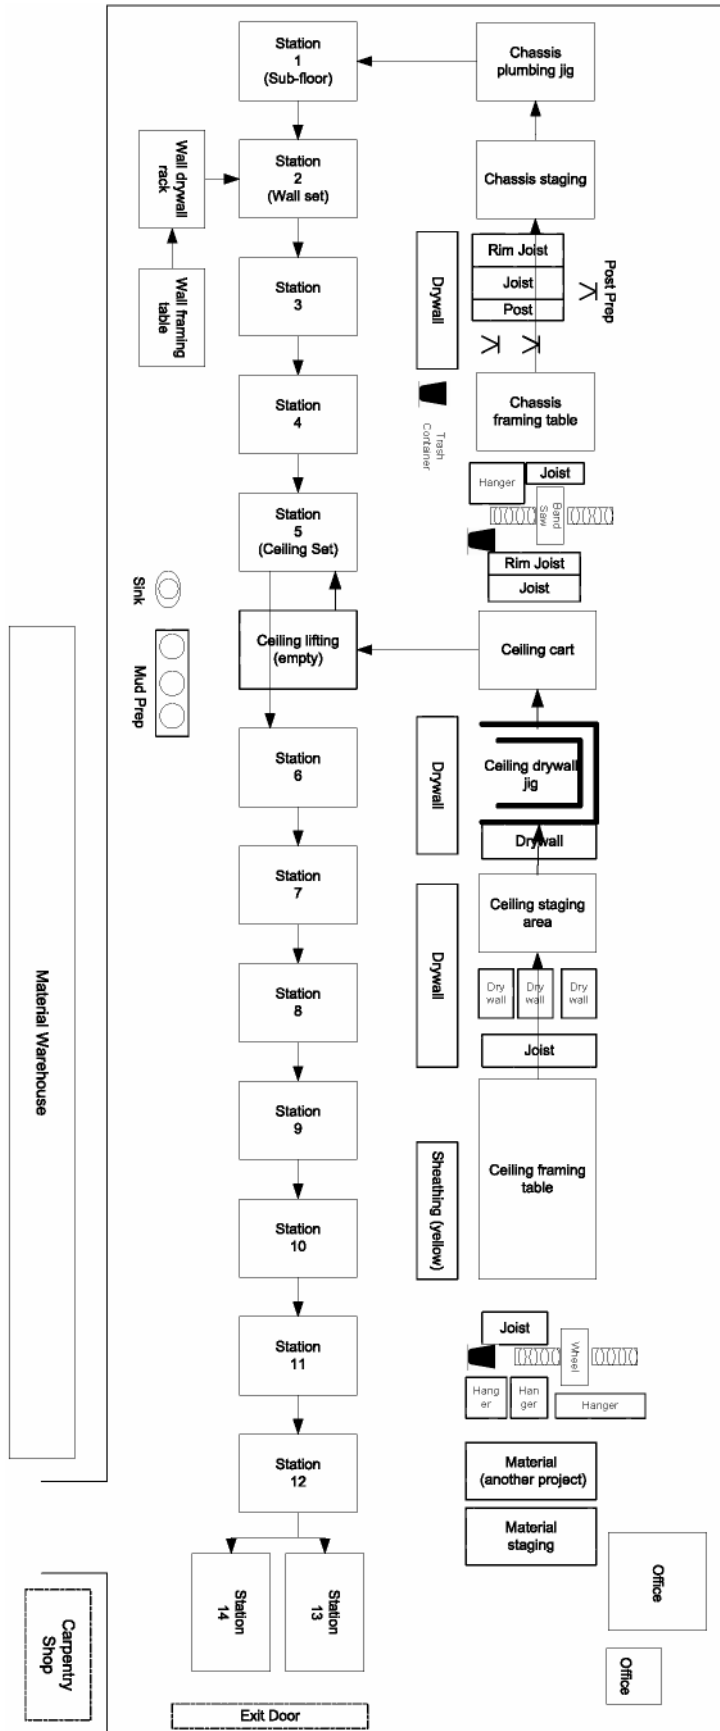 Station
1
(Sub-floor)
Chassis
plumbing jig
Wall drywall
rack
Station
2
(Wall set)
Chassis staging
Wall framing
table
Station
3
Drywall
Rim Joist
Joist
Post
Post Prep
Station
4
Trash
Container
Chassis
framing table
Station
5
(Ceiling Set)
Hanger
Joist
Band
Saw
Rim Joist
Joist
Sink
Mud Prep
Ceiling lifting
(empty)
Ceiling cart
Station
6
Drywall
Ceiling drywall
jig
Drywall
Station
7
Ceiling staging
area
Station
8
Drywall
Dry
wall
Dry
wall
Dry
wall
Joist
Material Warehouse
Station
9
Sheathing (yellow)
Ceiling framing
table
Station
10
Station
11
Joist
Wheel
Hang
er
Han
ger
Hanger
Station
12
Material
(another project)
Material
staging
Station
14
Station
13
Office
Carpentry
Shop
Office
Exit Door